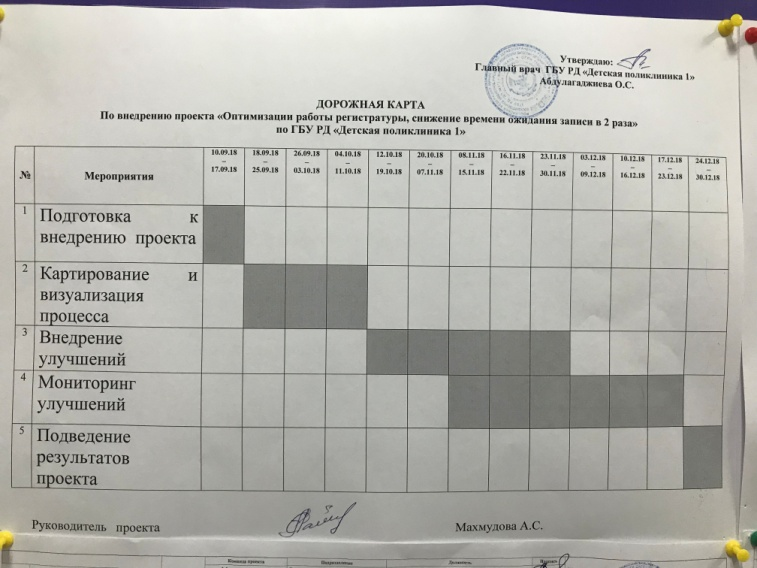 Утверждаю:
Главный врач ГБУ РД «Детская поликлиника 1»
Абдулагаджиева О.С.
ДОРОЖНАЯ КАРТА
По внедрению проекта «Оптимизации работы регистратуры, снижение времени ожидания записи в 2 раза»
по ГБУ РД «Детская поликлиника 1»
№ Мероприятия 10.09.18 – 17.09.18 18.09.18 – 25.09.18 26.09.18 – 03.10.18 04.10.18 – 11.10.18 12.10.18 – 19.10.18 20.10.18 – 07.11.18 08.11.18 – 15.11.18 16.11.18 – 22.11.18 23.11.18 – 30.11.18 03.12.18 – 09.12.18 10.12.18 – 16.12.18 17.12.18 – 23.12.18 24.12.18 – 30.12.18
1 Подготовка к
внедрению проекта
2 Картирование и
визуализация
процесса
3 Внедрение
улучшений
4 Мониторинг
улучшений
5 Подведение
результатов
проекта
Руководитель проекта Махмудова А.С.
Команда проекта